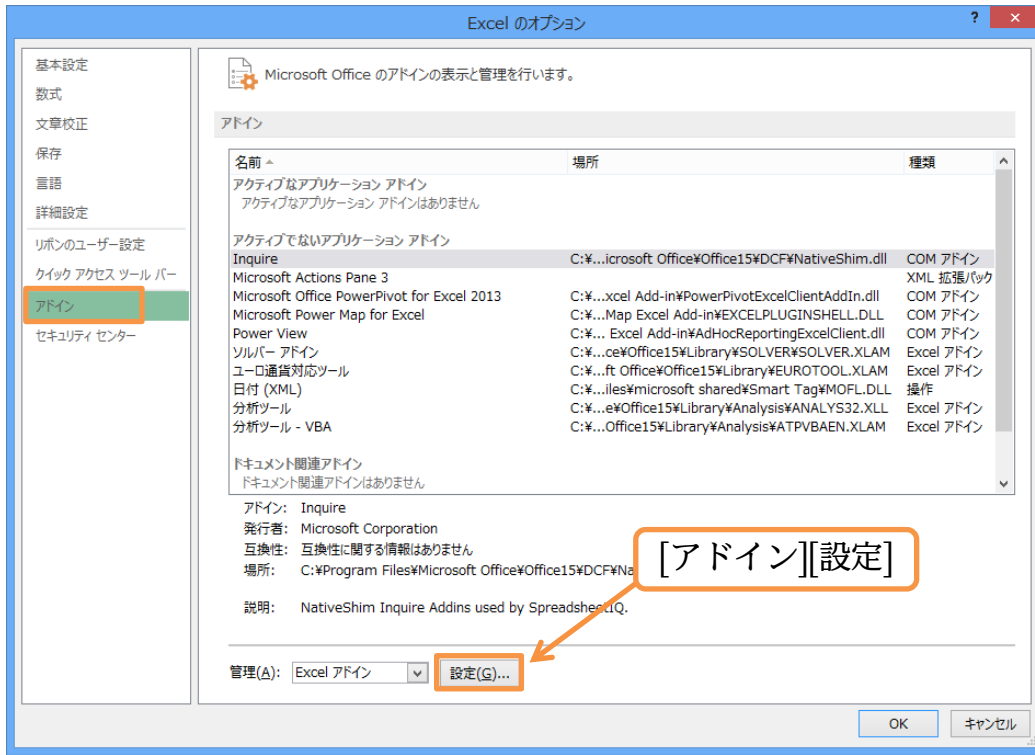 Excel のオプション
?
×
基本設定
数式
文章校正
保存
言語
詳細設定
リボンのユーザー設定
クイック アクセス ツール バー
アドイン
セキュリティ センター
Microsoft Office のアドインの表示と管理を行います。
アドイン
名前 場所 種類
アクティブなアプリケーション アドイン
アクティブなアプリケーション アドインはありません
アクティブでないアプリケーション アドイン
Inquire C:¥...icrosoft Office¥Office15¥DCF¥NativeShim.dll COM アドイン
Microsoft Actions Pane 3 XML 拡張パック
Microsoft Office PowerPivot for Excel 2013 C:¥...xcel Add-in¥PowerPivotExcelClientAddIn.dll COM アドイン
Microsoft Power Map for Excel C:¥...Map Excel Add-in¥EXCELPLUGINSHELL.DLL COM アドイン
Power View C:¥... Excel Add-in¥AdHocReportingExcelClient.dll COM アドイン
ソルバー アドイン C:¥...ce¥Office15¥Library¥SOLVER¥SOLVER.XLAM Excel アドイン
ユーロ通貨対応ツール C:¥...ft Office¥Office15¥Library¥EUROTOOL.XLAM Excel アドイン
日付 (XML) C:¥...iles¥microsoft shared¥Smart Tag¥MOFL.DLL 操作
分析ツール C:¥...e¥Office15¥Library¥Analysis¥ANALYS32.XLL Excel アドイン
分析ツール - VBA C:¥...Office15¥Library¥Analysis¥ATPVBAEN.XLAM Excel アドイン
ドキュメント関連アドイン
ドキュメント関連アドインはありません
アドイン: Inquire
発行者: Microsoft Corporation
互換性: 互換性に関する情報はありません
場所: C:¥Program Files¥Microsoft Office¥Office15¥DCF¥Na
[アドイン][設定]
説明: NativeShim Inquire Addins used by SpreadsheetIQ.
管理(A): Excel アドイン 設定(G)...
OK キャンセル